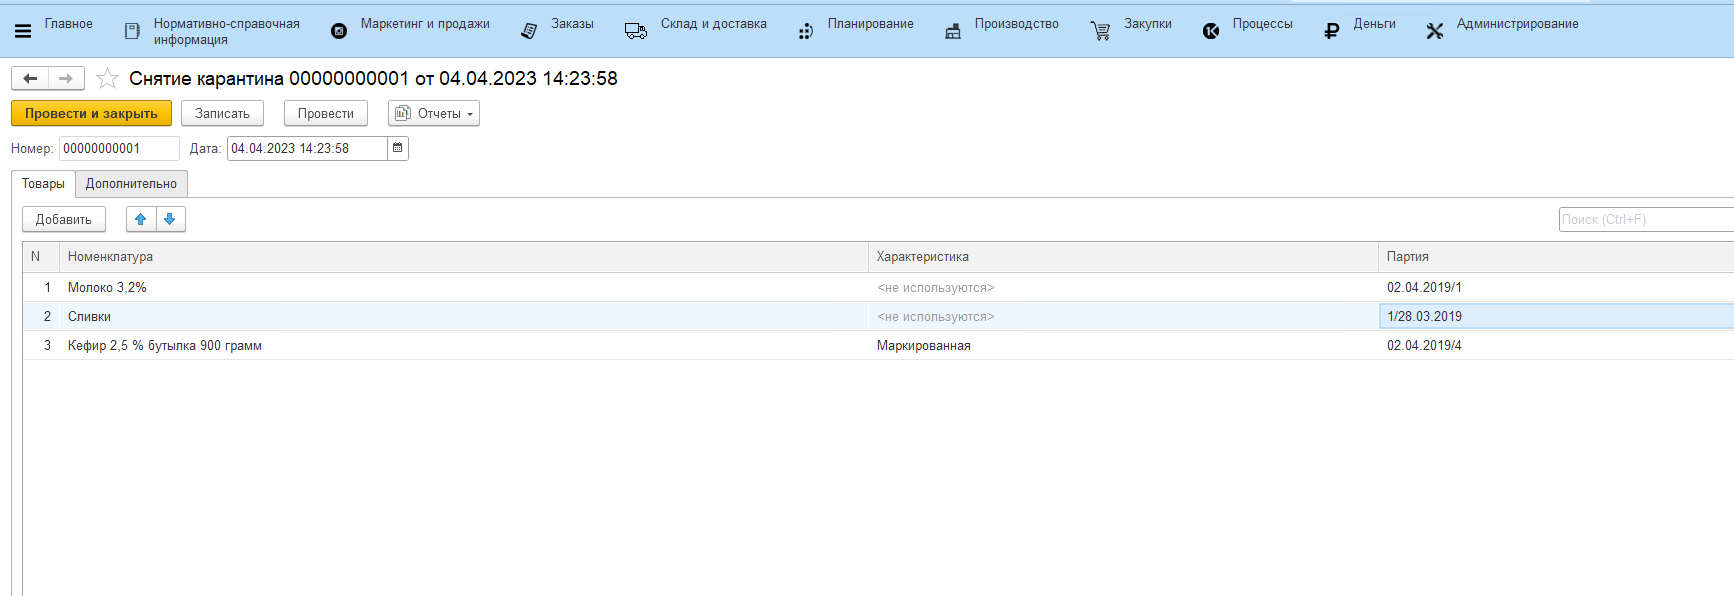 Главное
Нормативно-справочная
информация
Маркетинг и продажи
Заказы
Склад и доставка
Планирование
Производство
Закупки
Процессы
Деньги
Администрирование
Снятие карантина 00000000001 от 04.04.2023 14:23:58
Провести и закрыть
Записать
Провести
Отчеты
Номер: 00000000001 Дата: 04.04.2023 14:23:58
Товары Дополнительно
Добавить Поиск (Ctrl+F)
N Номенклатура Характеристика Партия
1 Молоко 3,2% <не используются> 02.04.2019/1
2 Сливки <не используются> 1/28.03.2019
3 Кефир 2,5 % бутылка 900 грамм Маркированная 02.04.2019/4